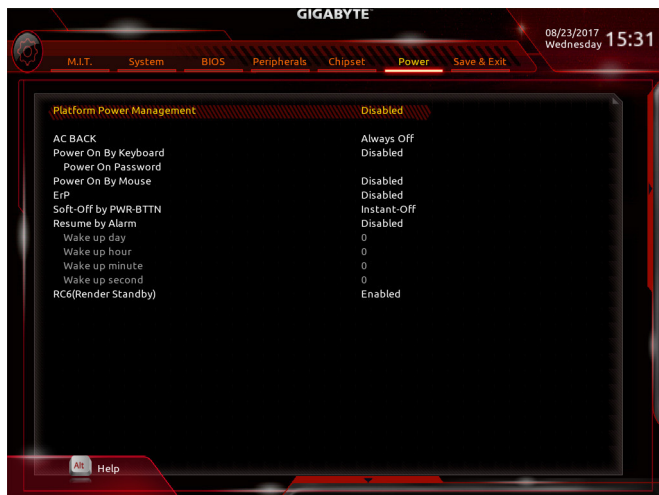 GIGABYTE™
08/23/2017
Wednesday 15:31
M.I.T. System BIOS Peripherals Chipset Power Save & Exit
Platform Power Management Disabled
AC BACK Always Off
Power On By Keyboard Disabled
Power On Password
Power On By Mouse Disabled
ErP Disabled
Soft-Off by PWR-BTTN Instant-Off
Resume by Alarm Disabled
Wake up day 0
Wake up hour 0
Wake up minute 0
Wake up second 0
RC6(Render Standby) Enabled
Alt Help